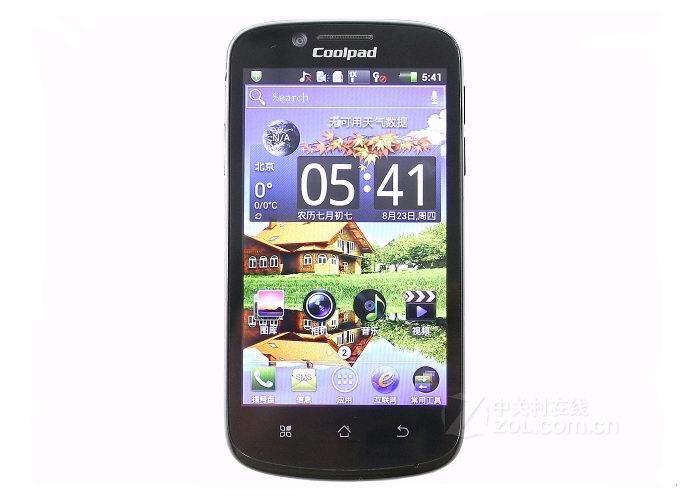 Coolpad
1X
5:41
Search
无可用天气数据
N/A
北京
05:41
0°
0/0°C
农历七月初七
8月23日,周四
图库
相机
音乐
视频
2
SMS
拨号盘
信息
应用
互联网
常用工具
中关村在线
ZOL.com.cn